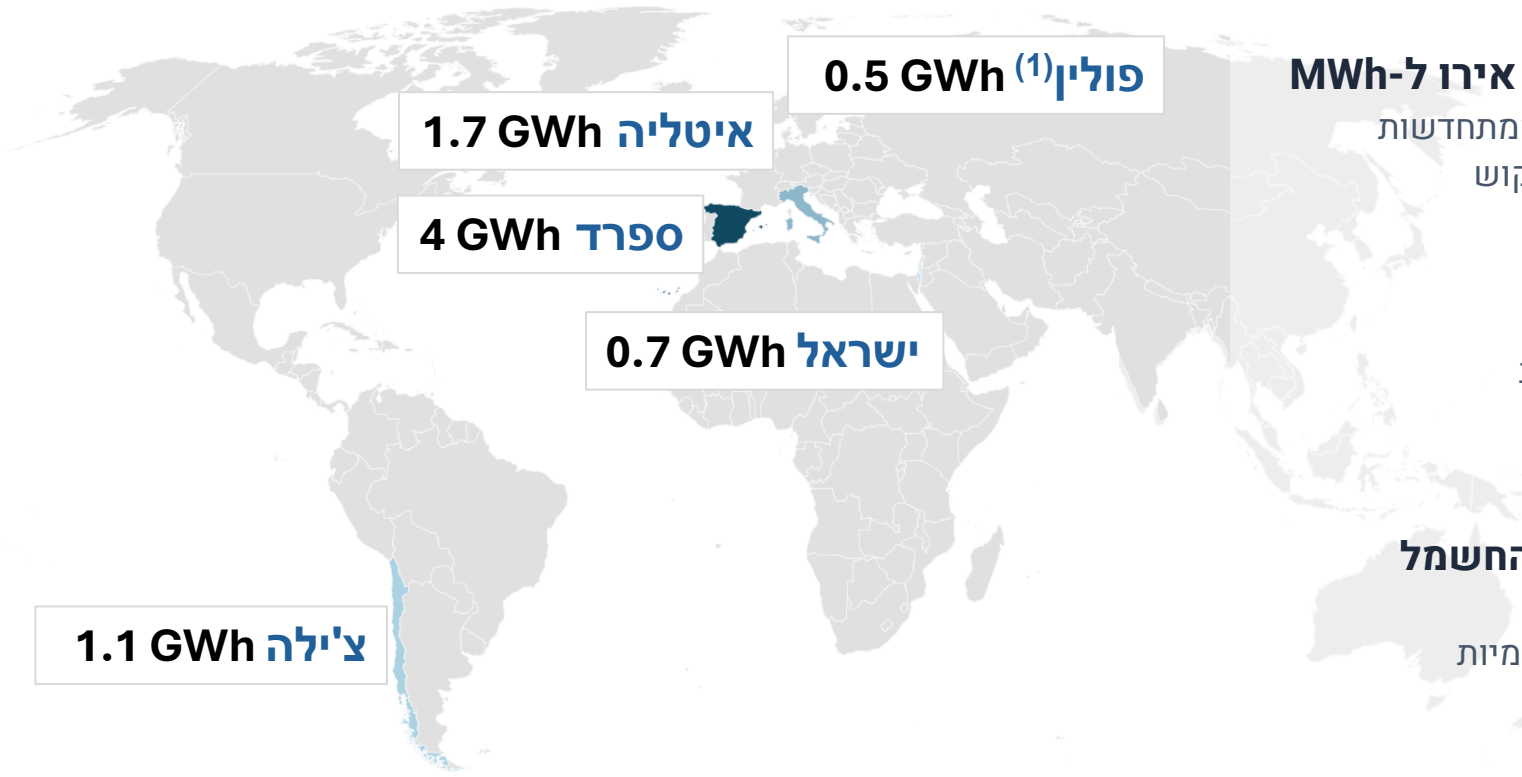 פולין(1) 0.5 GWh
איטליה 1.7 GWh
ספרד 4 GWh
ישראל 0.7 GWh
צ'ילה 1.1 GWh
אירו ל-MWh
מתחדשות
החשמל